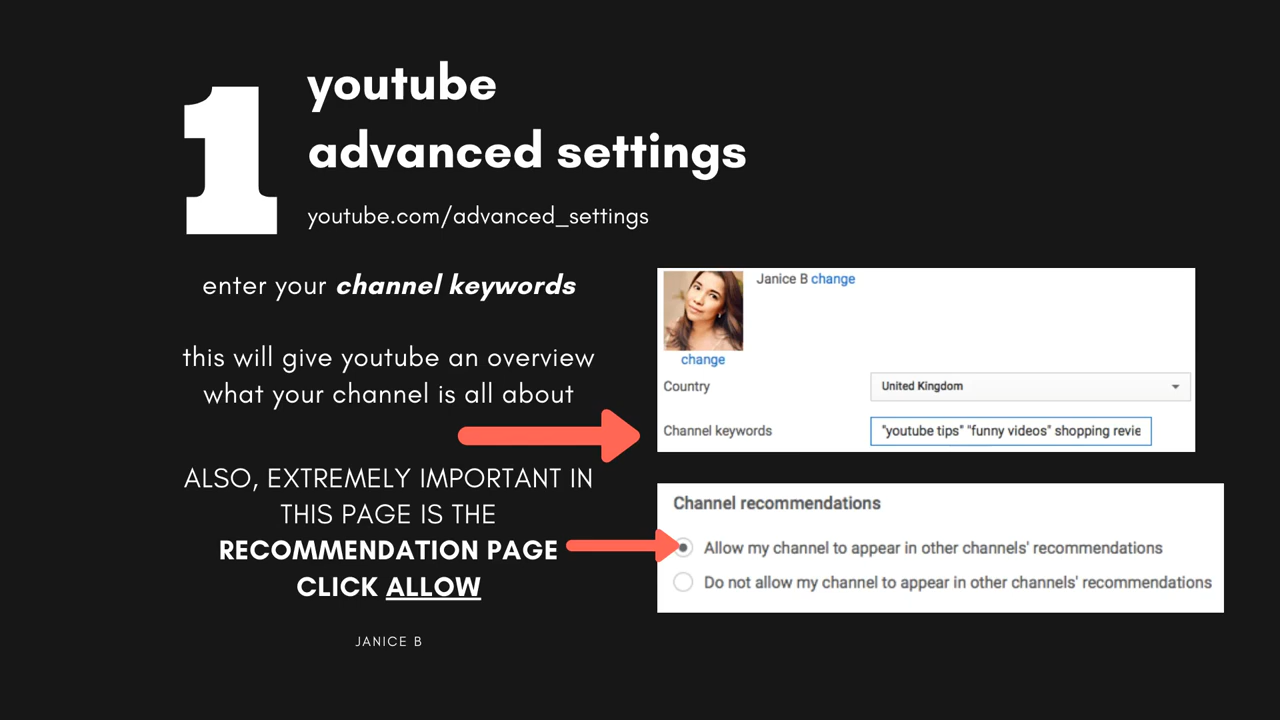 1
youtube
advanced settings
youtube.com/advanced_settings
enter your channel keywords
this will give youtube an overview
what your channel is all about
ALSO, EXTREMELY IMPORTANT IN
THIS PAGE IS THE
RECOMMENDATION PAGE
CLICK ALLOW
JANICE B
Janice B change
change
Country United Kingdom
Channel keywords "youtube tips" "funny videos" shopping revie
Channel recommendations
Allow my channel to appear in other channels' recommendations
Do not allow my channel to appear in other channels' recommendations